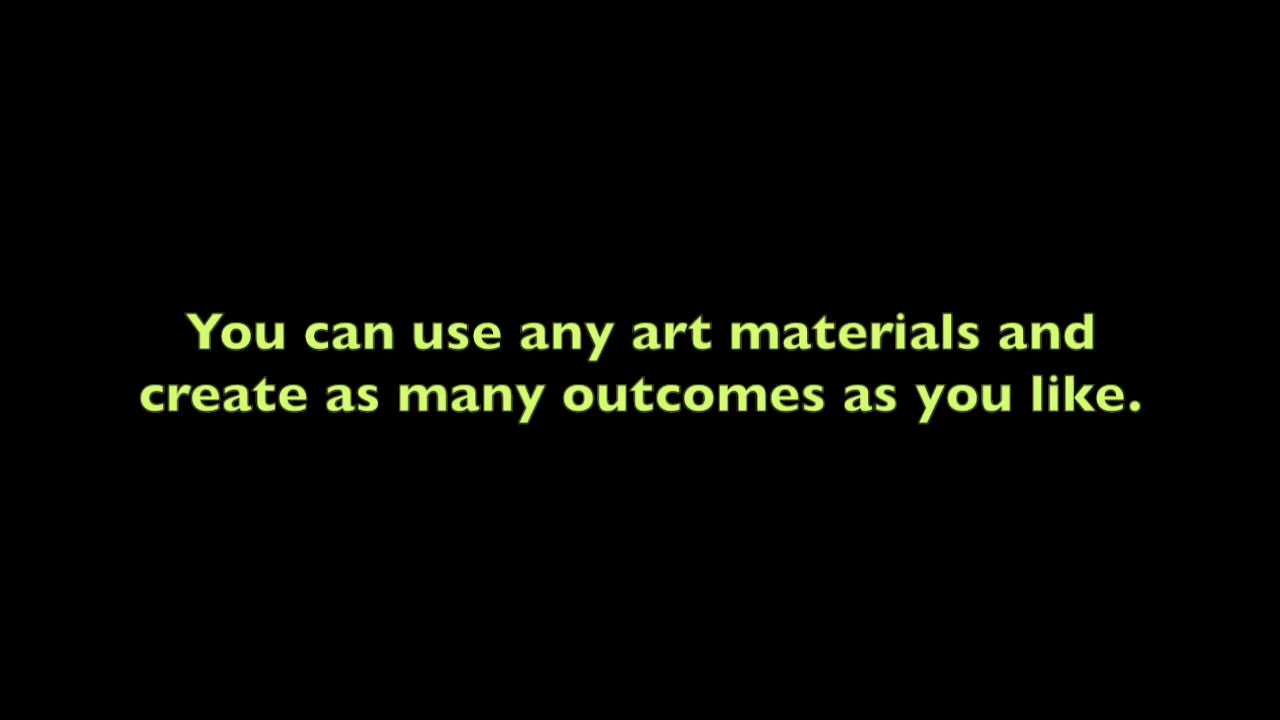 You can use any art materials and
create as many outcomes as you like.